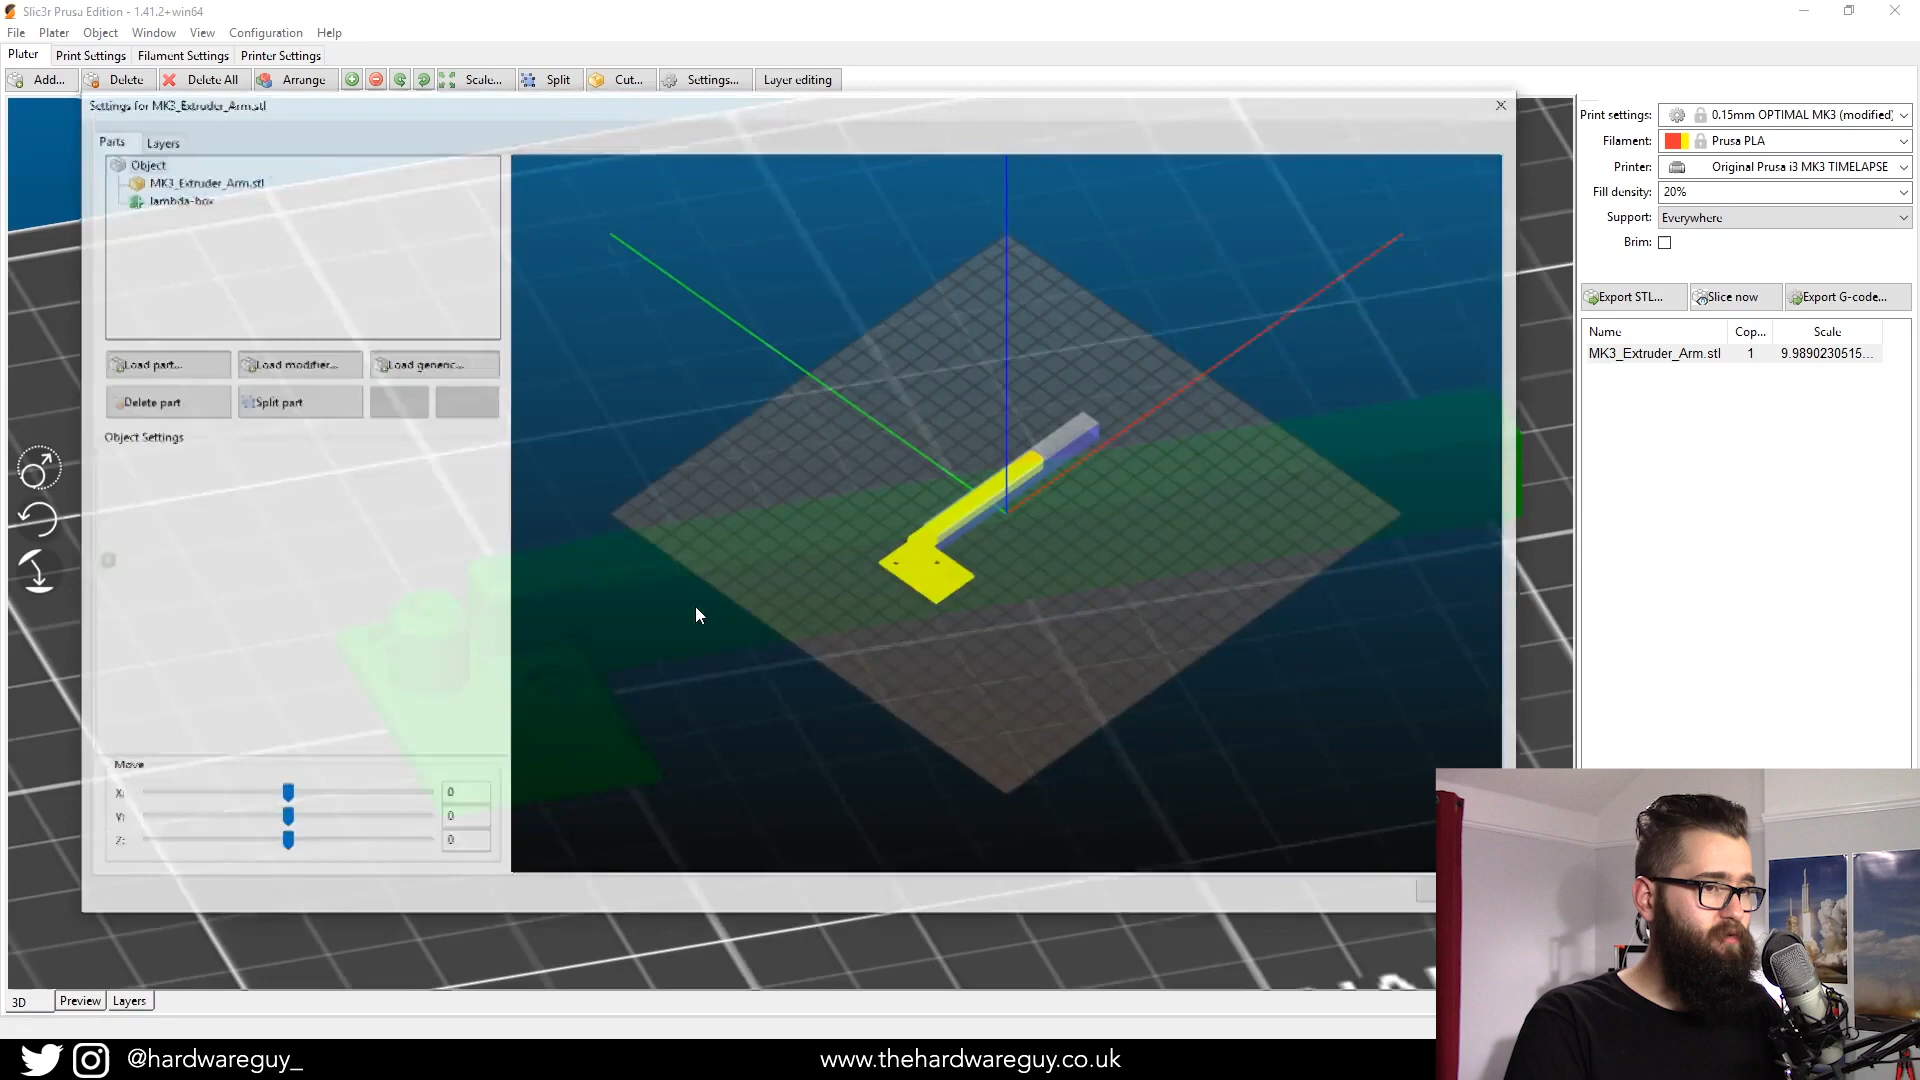 Slic3r Prusa Edition - 1.41.2+win64
File Plater Object Window View Configuration Help
Plater Print Settings Filament Settings Printer Settings
Add... Delete Delete All Arrange Scale... Split Cut... Settings... Layer editing
Settings for MK3_Extruder_Arm.stl
Parts Layers
Object
MK3_Extruder_Arm.stl
lambda-box
Load part... Load modifier... Load generic...
Delete part Split part
Object Settings
Move
X: 0
Y: 0
Z: 0
Print settings: 0.15mm OPTIMAL MK3 (modified)
Filament: Prusa PLA
Printer: Original Prusa i3 MK3 TIMELAPSE
Fill density: 20%
Support: Everywhere
Brim:
Export STL... Slice now Export G-code...
Name Cop... Scale
MK3_Extruder_Arm.stl 1 9.9890230515...
3D Preview Layers
@hardwareguy_ www.thehardwareguy.co.uk